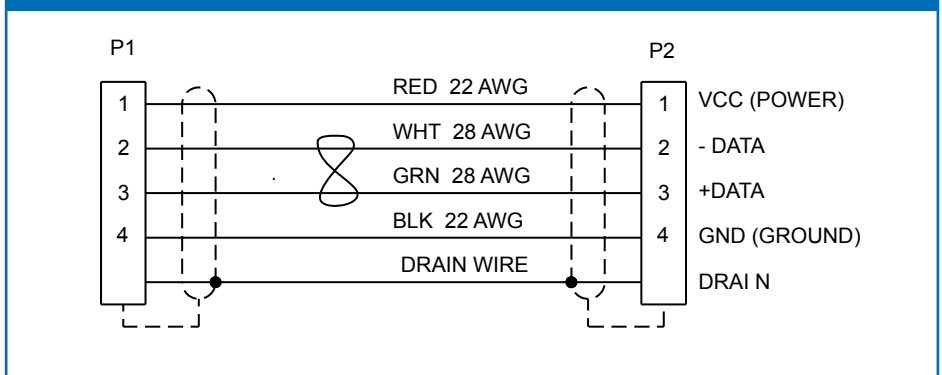 P1 P2
1 RED 22 AWG 1 VCC (POWER)
2 WHT 28 AWG 2 - DATA
3 GRN 28 AWG 3 +DATA
4 BLK 22 AWG 4 GND (GROUND)
DRAIN WIRE DRAI N